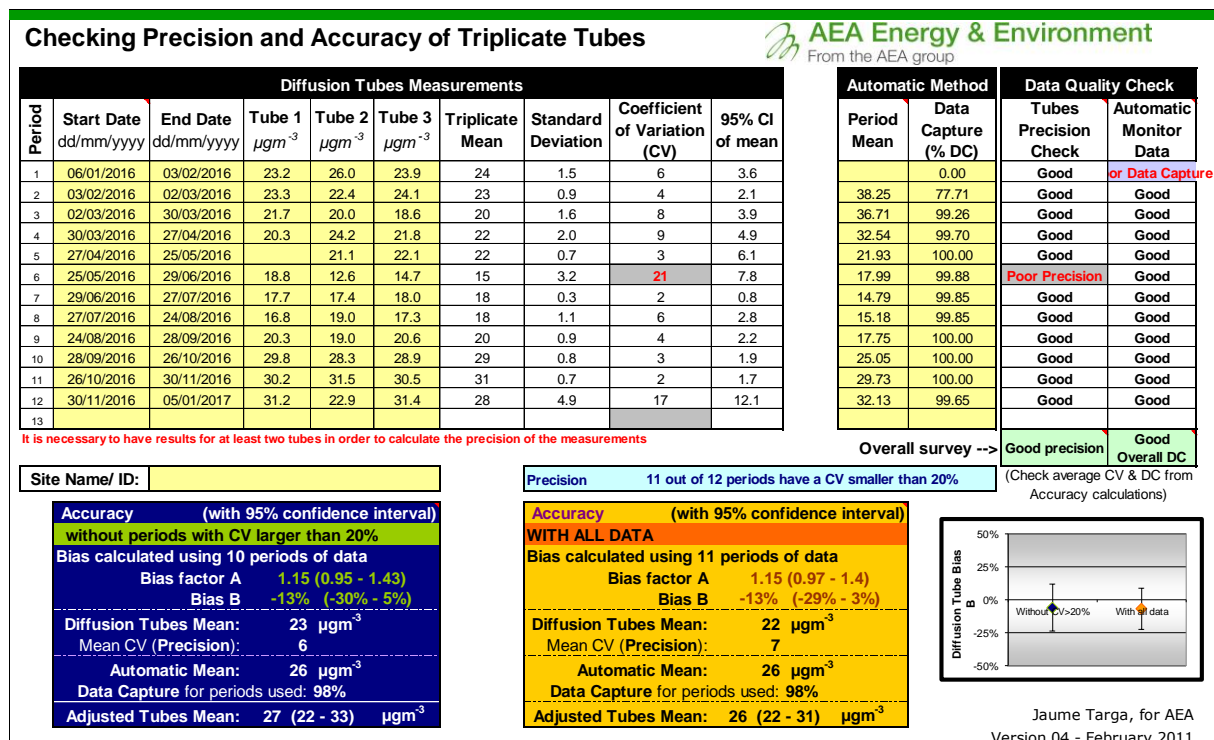 Checking Precision and Accuracy of Triplicate Tubes
AEA Energy & Environment
From the AEA group
Diffusion Tubes Measurements
Automatic Method
Data Quality Check
Period
Start Date dd/mm/yyyy
End Date dd/mm/yyyy
Tube 1 µgm-3
Tube 2 µgm-3
Tube 3 µgm-3
Triplicate Mean
Standard Deviation
Coefficient of Variation (CV)
95% CI of mean
Period Mean
Data Capture (% DC)
Tubes Precision Check
Automatic Monitor Data
1 06/01/2016 03/02/2016 23.2 26.0 23.9 24 1.5 6 3.6 0.00 Good or Data Capture
2 03/02/2016 02/03/2016 23.3 22.4 24.1 23 0.9 4 2.1 38.25 77.71 Good Good
3 02/03/2016 30/03/2016 21.7 20.0 18.6 20 1.6 8 3.9 36.71 99.26 Good Good
4 30/03/2016 27/04/2016 20.3 24.2 21.8 22 2.0 9 4.9 32.54 99.70 Good Good
5 27/04/2016 25/05/2016 21.1 22.1 22 0.7 3 6.1 21.93 100.00 Good Good
6 25/05/2016 29/06/2016 18.8 12.6 14.7 15 3.2 21 7.8 17.99 99.88 Poor Precision Good
7 29/06/2016 27/07/2016 17.7 17.4 18.0 18 0.3 2 0.8 14.79 99.85 Good Good
8 27/07/2016 24/08/2016 16.8 19.0 17.3 18 1.1 6 2.8 15.18 99.85 Good Good
9 24/08/2016 28/09/2016 20.3 19.0 20.6 20 0.9 4 2.2 17.75 100.00 Good Good
10 28/09/2016 26/10/2016 29.8 28.3 28.9 29 0.8 3 1.9 25.05 100.00 Good Good
11 26/10/2016 30/11/2016 30.2 31.5 30.5 31 0.7 2 1.7 29.73 100.00 Good Good
12 30/11/2016 05/01/2017 31.2 22.9 31.4 28 4.9 17 12.1 32.13 99.65 Good Good
13
It is necessary to have results for at least two tubes in order to calculate the precision of the measurements
Overall survey --> Good precision Good Overall DC
Site Name/ ID:
Precision 11 out of 12 periods have a CV smaller than 20%
(Check average CV & DC from
Accuracy calculations)
Accuracy (with 95% confidence interval)
without periods with CV larger than 20%
Bias calculated using 10 periods of data
Bias factor A 1.15 (0.95 - 1.43)
Bias B -13% (-30% - 5%)
Diffusion Tubes Mean: 23 µgm-3
Mean CV (Precision): 6
Automatic Mean: 26 µgm-3
Data Capture for periods used: 98%
Adjusted Tubes Mean: 27 (22 - 33) µgm-3
Accuracy (with 95% confidence interval)
WITH ALL DATA
Bias calculated using 11 periods of data
Bias factor A 1.15 (0.97 - 1.4)
Bias B -13% (-29% - 3%)
Diffusion Tubes Mean: 22 µgm-3
Mean CV (Precision): 7
Automatic Mean: 26 µgm-3
Data Capture for periods used: 98%
Adjusted Tubes Mean: 26 (22 - 31) µgm-3
Diffusion Tube Bias B
50%
25%
0%
-25%
-50%
Without CV>20%
With all data
Jaume Targa, for AEA
Version 04 - February 2011